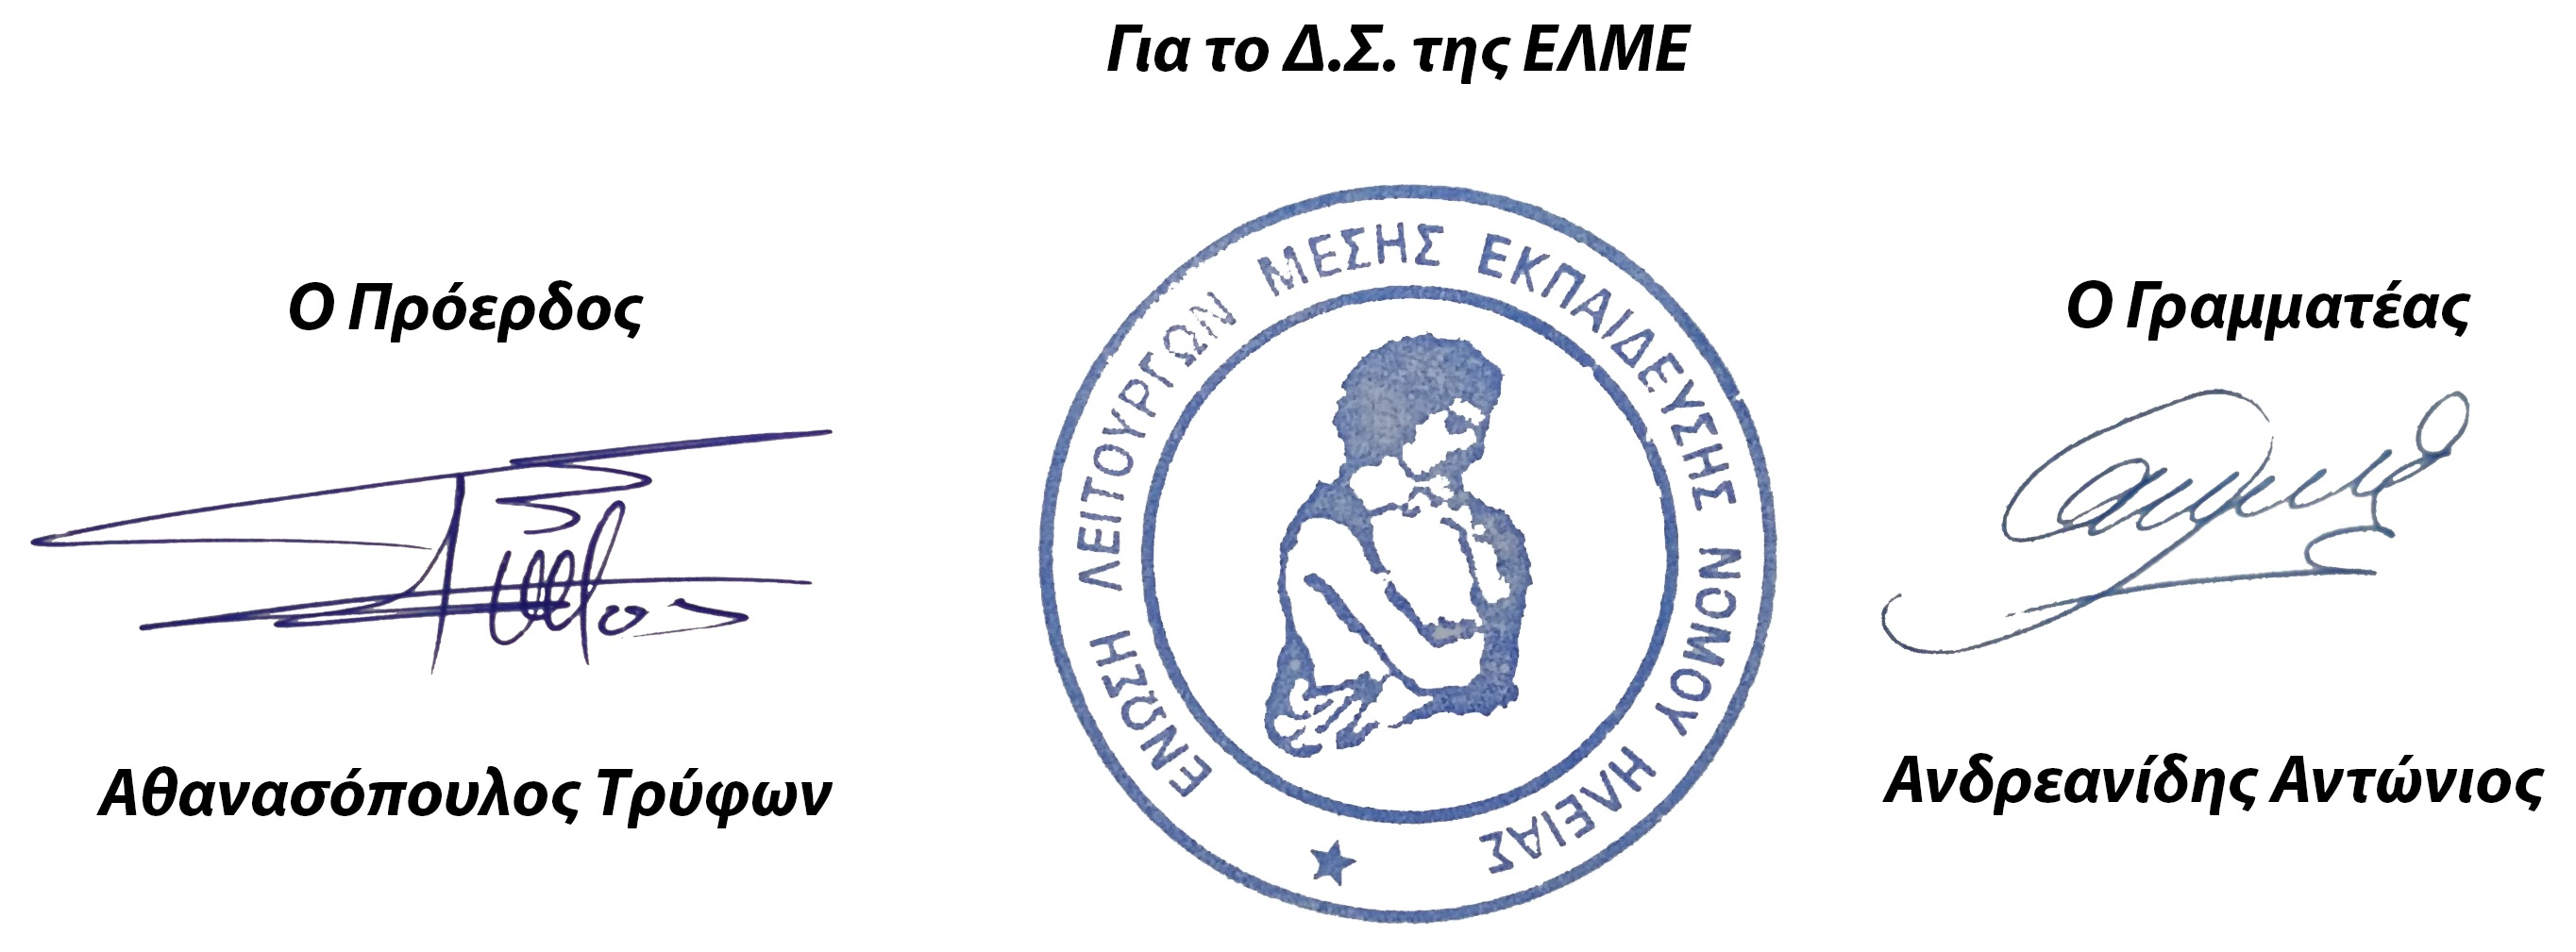 Για το Δ.Σ. της ΕΛΜΕ
Ο Πρόερδος
Ο Γραμματέας
ΕΝΩΣΗ ΛΕΙΤΟΥΡΓΩΝ ΜΕΣΗΣ ΕΚΠΑΙΔΕΥΣΗΣ ΝΟΜΟΥ ΗΛΕΙΑΣ
Αθανασόπουλος Τρύφων
Ανδρεανίδης Αντώνιος